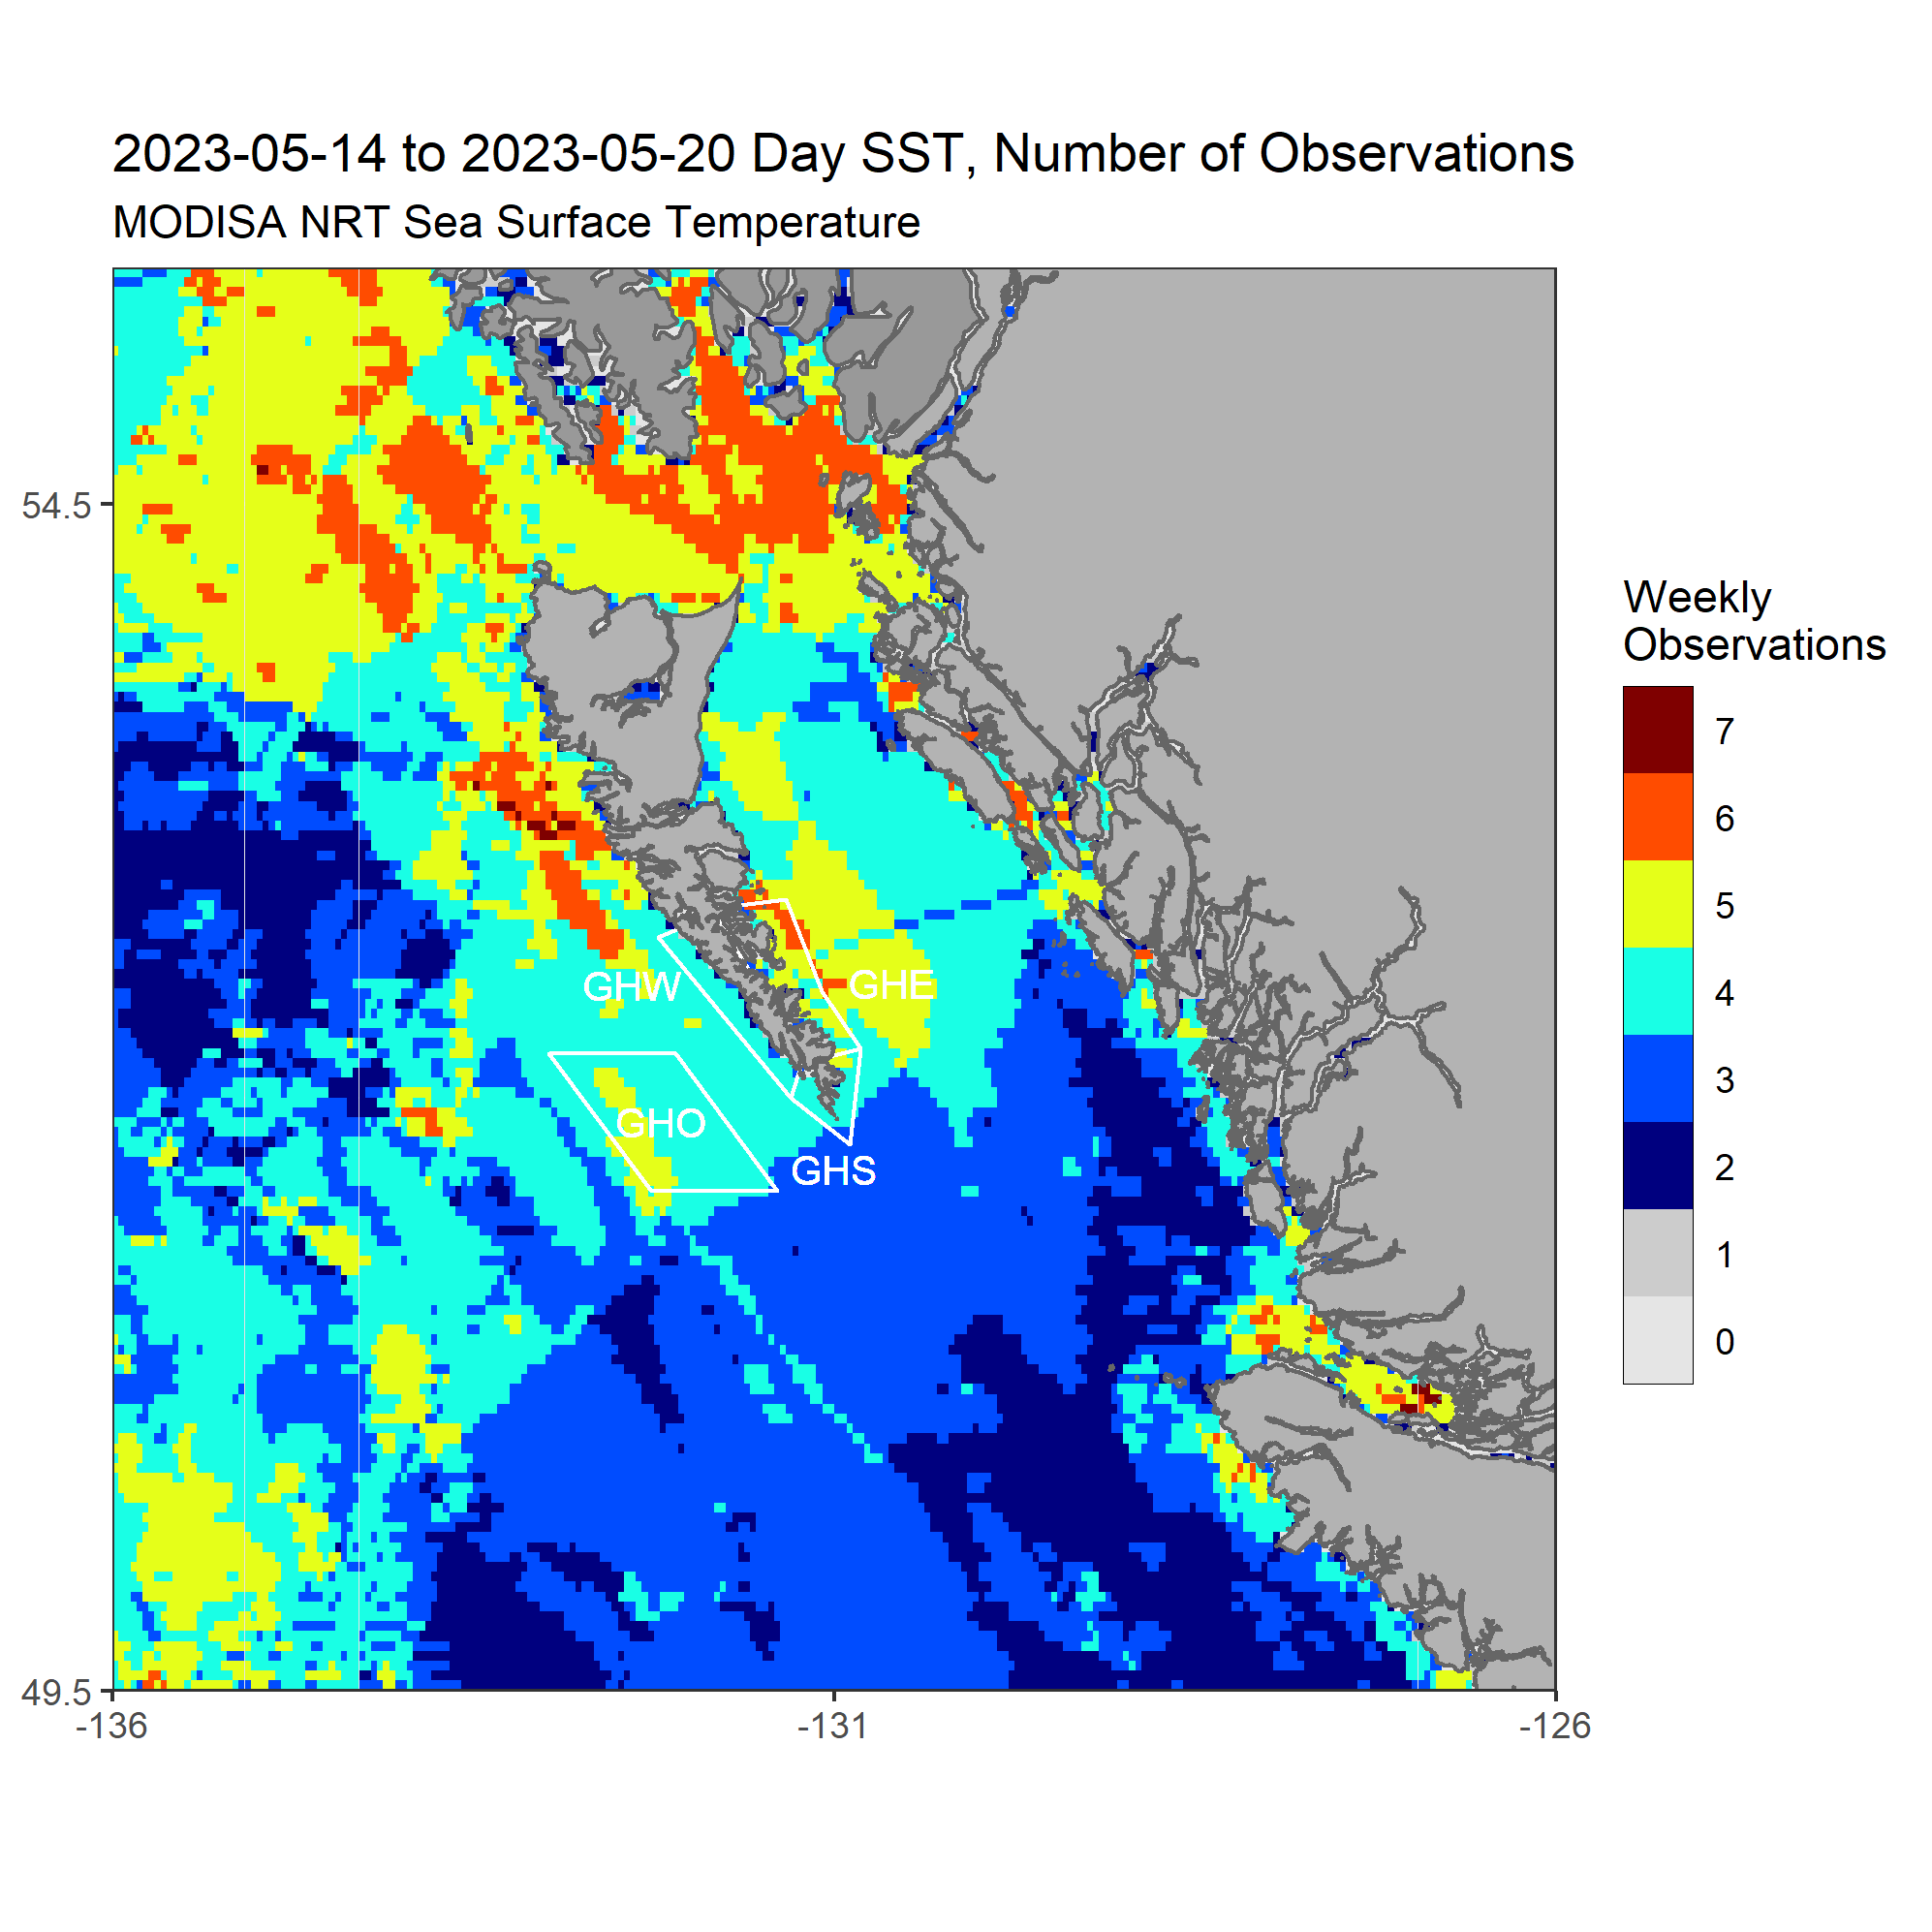 2023-05-14 to 2023-05-20 Day SST, Number of Observations
MODISA NRT Sea Surface Temperature
54.5
49.5
-136
-131
-126
GHW
GHE
GHO
GHS
Weekly
Observations
7
6
5
4
3
2
1
0